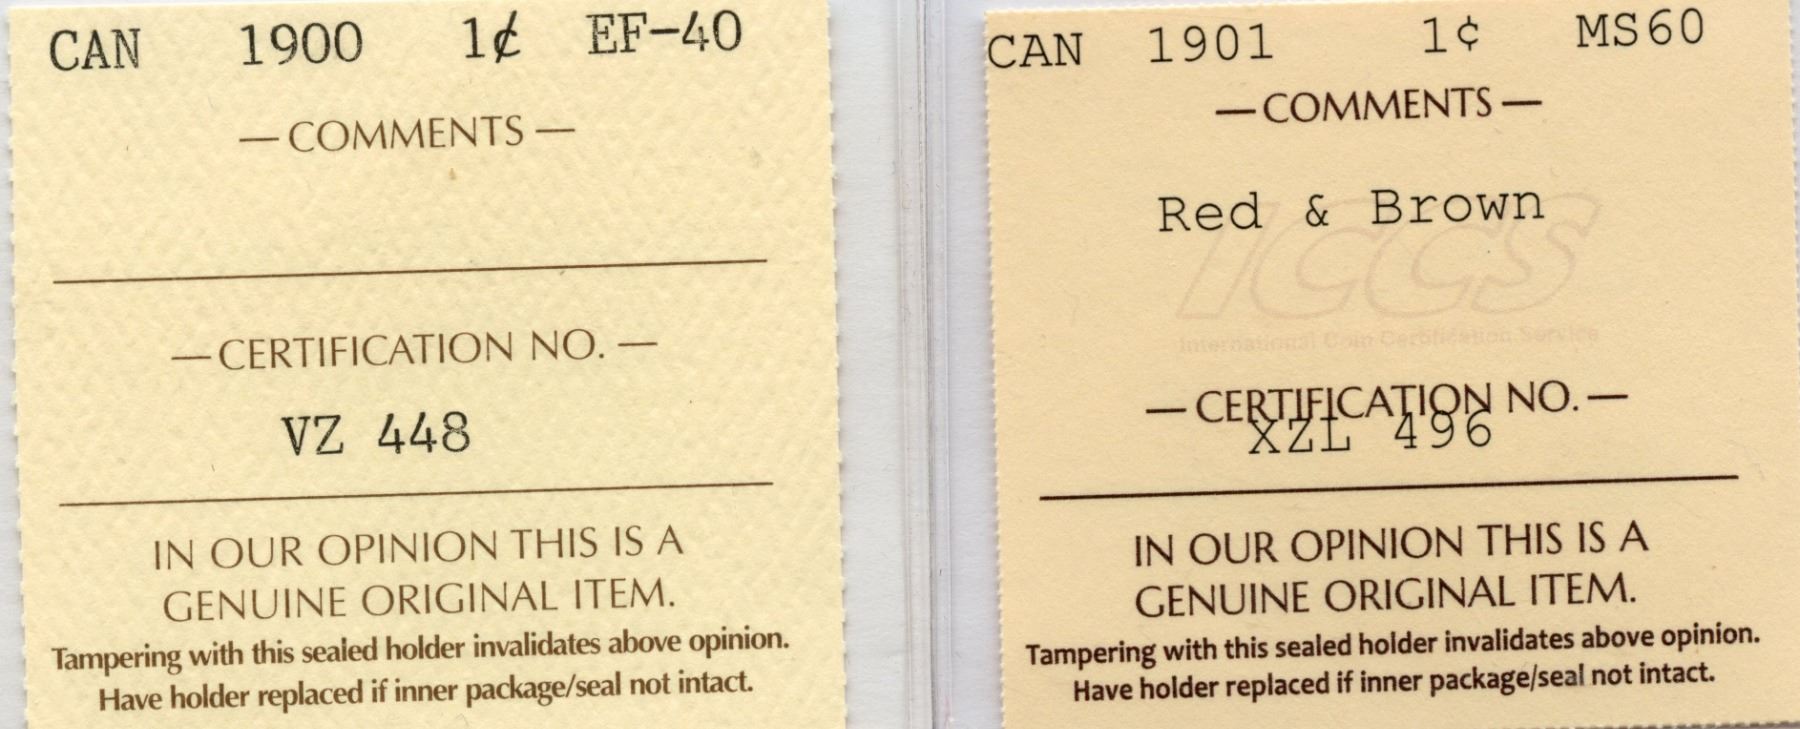 CAN 1900 1¢ EF-40
— COMMENTS —
— CERTIFICATION NO. —
VZ 448
IN OUR OPINION THIS IS A
GENUINE ORIGINAL ITEM.
Tampering with this sealed holder invalidates above opinion.
Have holder replaced if inner package/seal not intact.
CAN 1901 1¢ MS60
— COMMENTS —
Red & Brown
ICCS
International Coin Certification Service
— CERTIFICATION NO. —
XZL 496
IN OUR OPINION THIS IS A
GENUINE ORIGINAL ITEM.
Tampering with this sealed holder invalidates above opinion.
Have holder replaced if inner package/seal not intact.